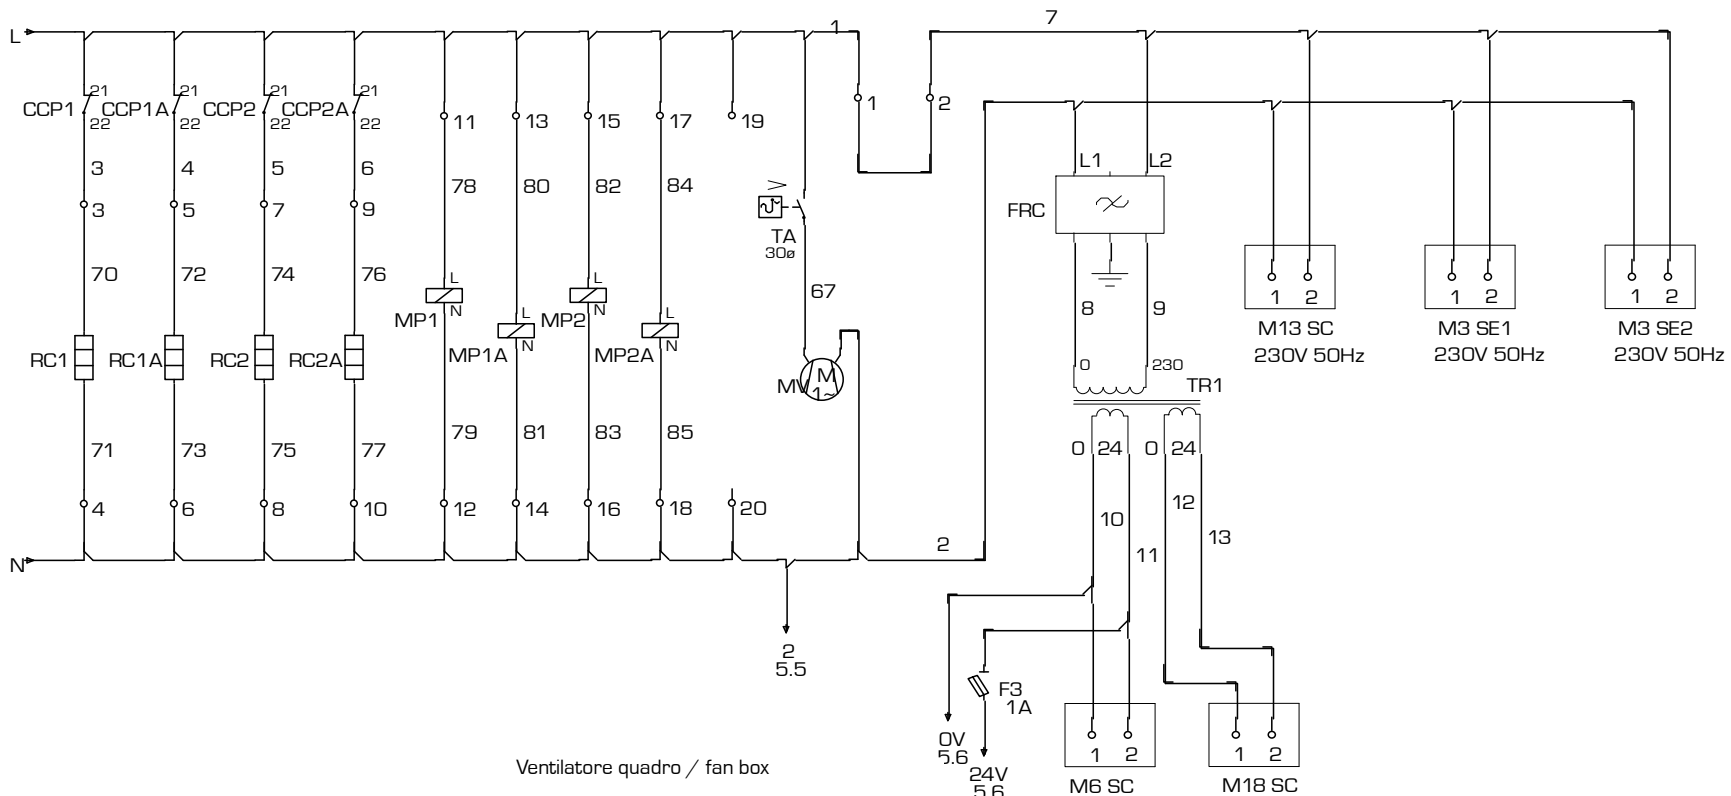 L
1
7
CCP1 21 22
CCP1A 21 22
CCP2 21 22
CCP2A 21 22
11
13
15
17
19
1
2
3
4
5
6
78
80
82
84
3
5
7
9
TA
30ø
L1
L2
FRC
70
72
74
76
67
8
9
L
N
MP1
L
N
MP1A
L
N
MP2
L
N
MP2A
1 2
M13 SC
230V 50Hz
1 2
M3 SE1
230V 50Hz
1 2
M3 SE2
230V 50Hz
RC1
RC1A
RC2
RC2A
MV
M
1~
0
230
TR1
0 24
0 24
71
73
75
77
79
81
83
85
4
6
8
10
12
14
16
18
20
10
11
12
13
N
2
2
5.5
F3
1A
0V
5.6
24V
5.6
1 2
M6 SC
1 2
M18 SC
Ventilatore quadro / fan box